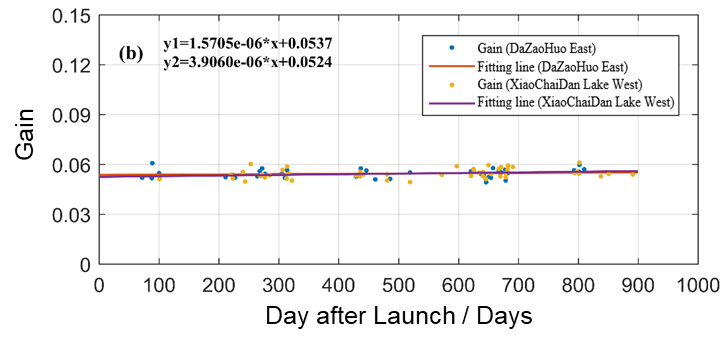 0.15
0.12
0.09
0.06
0.03
0
Gain
(b)
y1=1.5705e-06*x+0.0537
y2=3.9060e-06*x+0.0524
Gain (DaZaoHuo East)
Fitting line (DaZaoHuo East)
Gain (XiaoChaiDan Lake West)
Fitting line (XiaoChaiDan Lake West)
0 100 200 300 400 500 600 700 800 900 1000
Day after Launch / Days